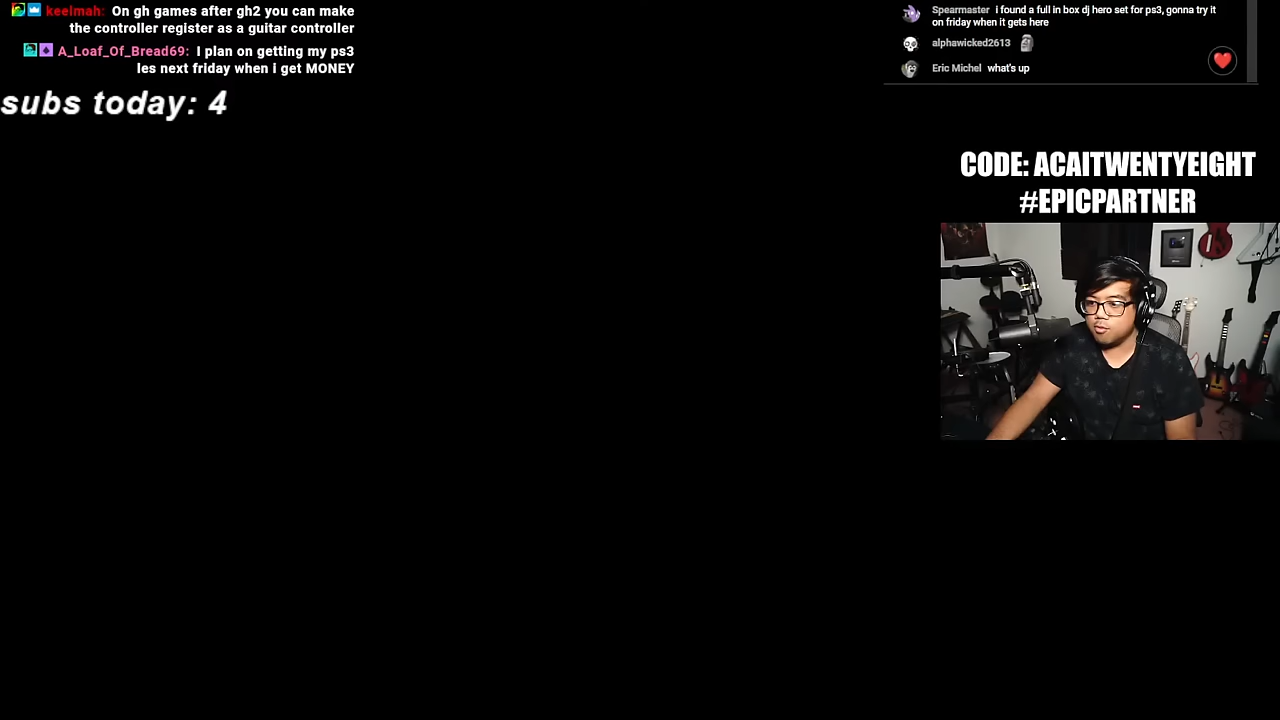 keelmah: On gh games after gh2 you can make
the controller register as a guitar controller
A_Loaf_Of_Bread69: I plan on getting my ps3
les next friday when i get MONEY
subs today: 4
Spearmaster i found a full in box dj hero set for ps3, gonna try it
on friday when it gets here
alphawicked2613
Eric Michel what's up
CODE: ACAITWENTYEIGHT
#EPICPARTNER